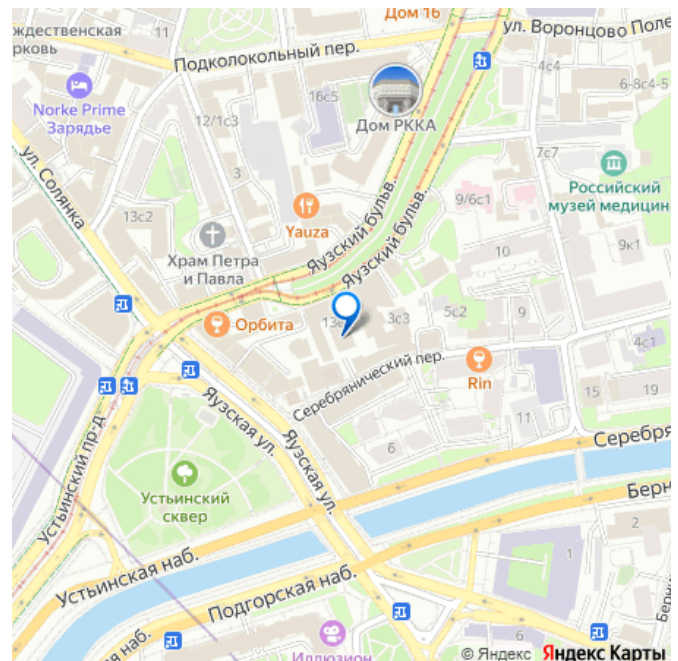 Дом 16
ул. Воронцово Поле
ждественская
рковь
11
Подколокольный пер.
4с4
6-8с4-5
Norke Prime
Зарядье
16с5
Дом РККА
12/1с3
7с7
ул. Солянка
3
Российский
музей медицин
13с2
Yauza
9/6с1
Яузский бульв.
Яузский бульв.
9к1
Храм Петра
и Павла
10
Орбита
3с3
5с2
9
4с1
Серебрянический пер.
Rin
15
19
11
Яузская ул.
Яузская ул.
6
Серебря
Устьинский пр-д
Устьинский
сквер
Берн
2
1
Устьинская наб.
Подгорская наб.
Берни
наб.
Иллюзион
6
© Яндекс Яндекс Карты